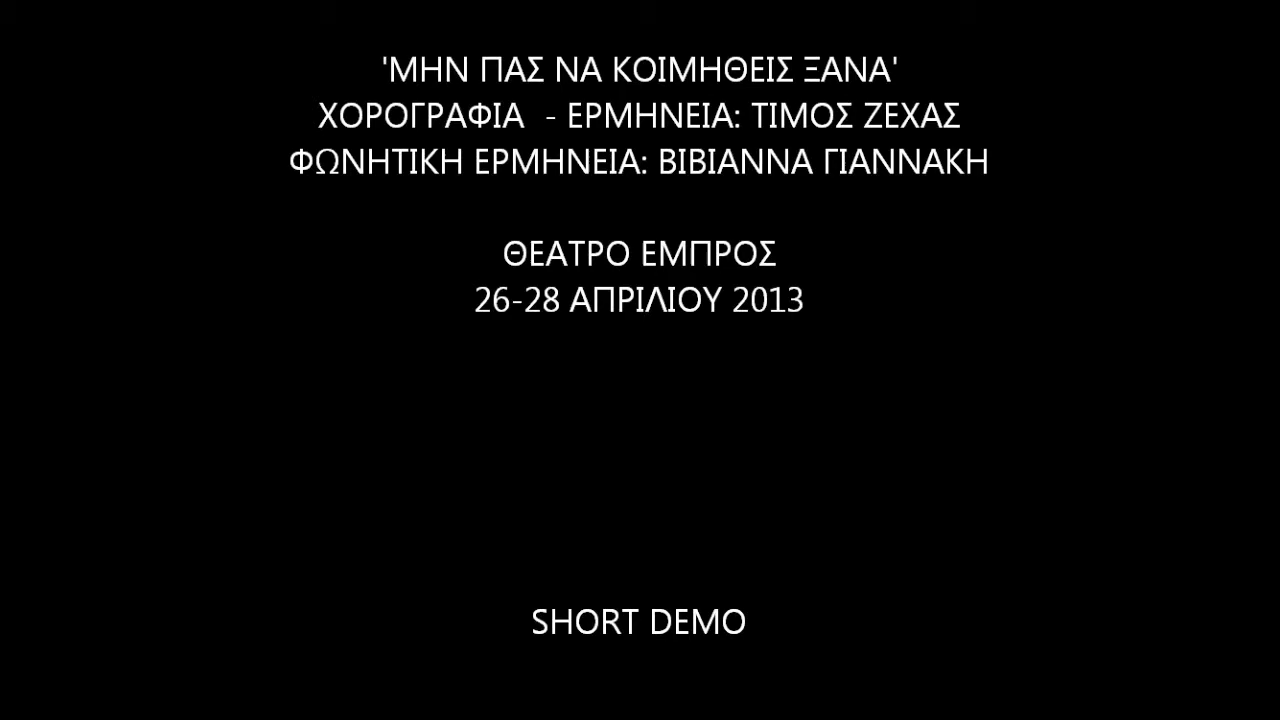 'ΜΗΝ ΠΑΣ ΝΑ ΚΟΙΜΗΘΕΙΣ ΞΑΝΑ'
ΧΟΡΟΓΡΑΦΙΑ - ΕΡΜΗΝΕΙΑ: ΤΙΜΟΣ ΖΕΧΑΣ
ΦΩΝΗΤΙΚΗ ΕΡΜΗΝΕΙΑ: ΒΙΒΙΑΝΝΑ ΓΙΑΝΝΑΚΗ
ΘΕΑΤΡΟ ΕΜΠΡΟΣ
26-28 ΑΠΡΙΛΙΟΥ 2013
SHORT DEMO